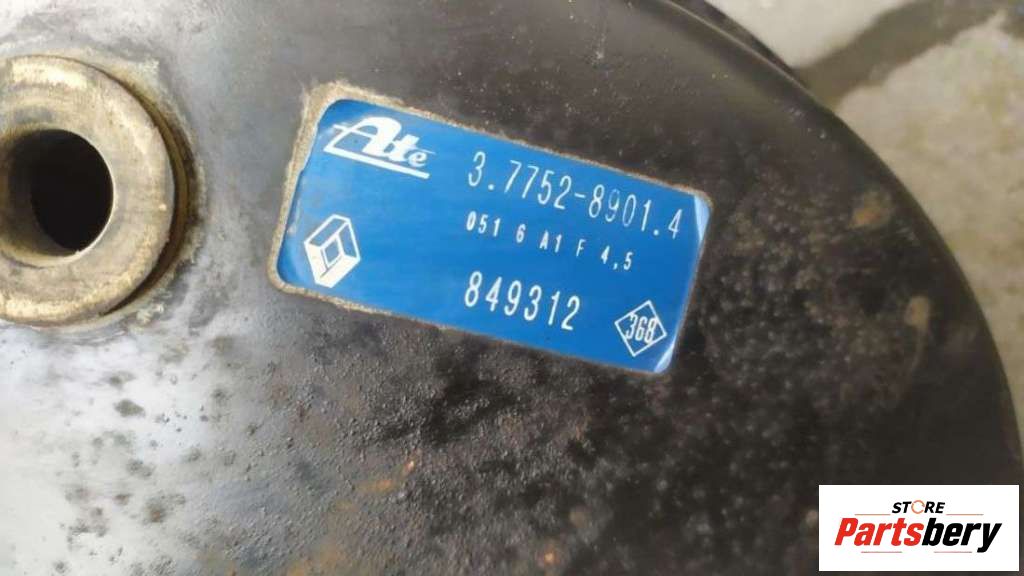 Ate 3.7752-8901.4
051 6 A1 F 4,5
849312
368
STORE
Partsbery